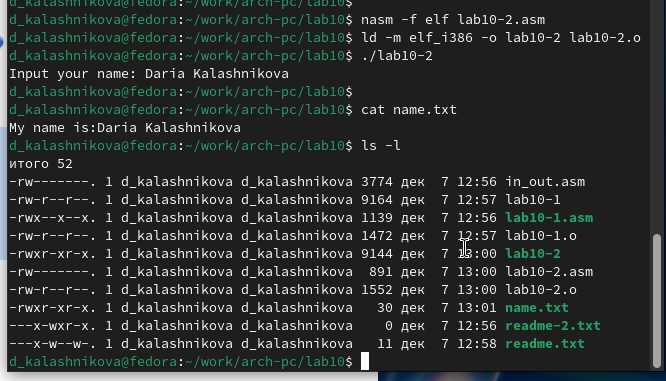 d_kalashnikova@fedora:~/work/arch-pc/lab10$
d_kalashnikova@fedora:~/work/arch-pc/lab10$ nasm -f elf lab10-2.asm
d_kalashnikova@fedora:~/work/arch-pc/lab10$ ld -m elf_i386 -o lab10-2 lab10-2.o
d_kalashnikova@fedora:~/work/arch-pc/lab10$ ./lab10-2
Input your name: Daria Kalashnikova
d_kalashnikova@fedora:~/work/arch-pc/lab10$
d_kalashnikova@fedora:~/work/arch-pc/lab10$ cat name.txt
My name is:Daria Kalashnikova
d_kalashnikova@fedora:~/work/arch-pc/lab10$ ls -l
итого 52
-rw-------. 1 d_kalashnikova d_kalashnikova 3774 дек  7 12:56 in_out.asm
-rw-r--r--. 1 d_kalashnikova d_kalashnikova 9164 дек  7 12:57 lab10-1
-rwx--x--x. 1 d_kalashnikova d_kalashnikova 1139 дек  7 12:56 lab10-1.asm
-rw-r--r--. 1 d_kalashnikova d_kalashnikova 1472 дек  7 12:57 lab10-1.o
-rwxr-xr-x. 1 d_kalashnikova d_kalashnikova 9144 дек  7 13:00 lab10-2
-rw-------. 1 d_kalashnikova d_kalashnikova  891 дек  7 13:00 lab10-2.asm
-rw-r--r--. 1 d_kalashnikova d_kalashnikova 1552 дек  7 13:00 lab10-2.o
-rwxr-xr-x. 1 d_kalashnikova d_kalashnikova   30 дек  7 13:01 name.txt
---x-wxr-x. 1 d_kalashnikova d_kalashnikova    0 дек  7 12:56 readme-2.txt
---x-w--w-. 1 d_kalashnikova d_kalashnikova   11 дек  7 12:58 readme.txt
d_kalashnikova@fedora:~/work/arch-pc/lab10$